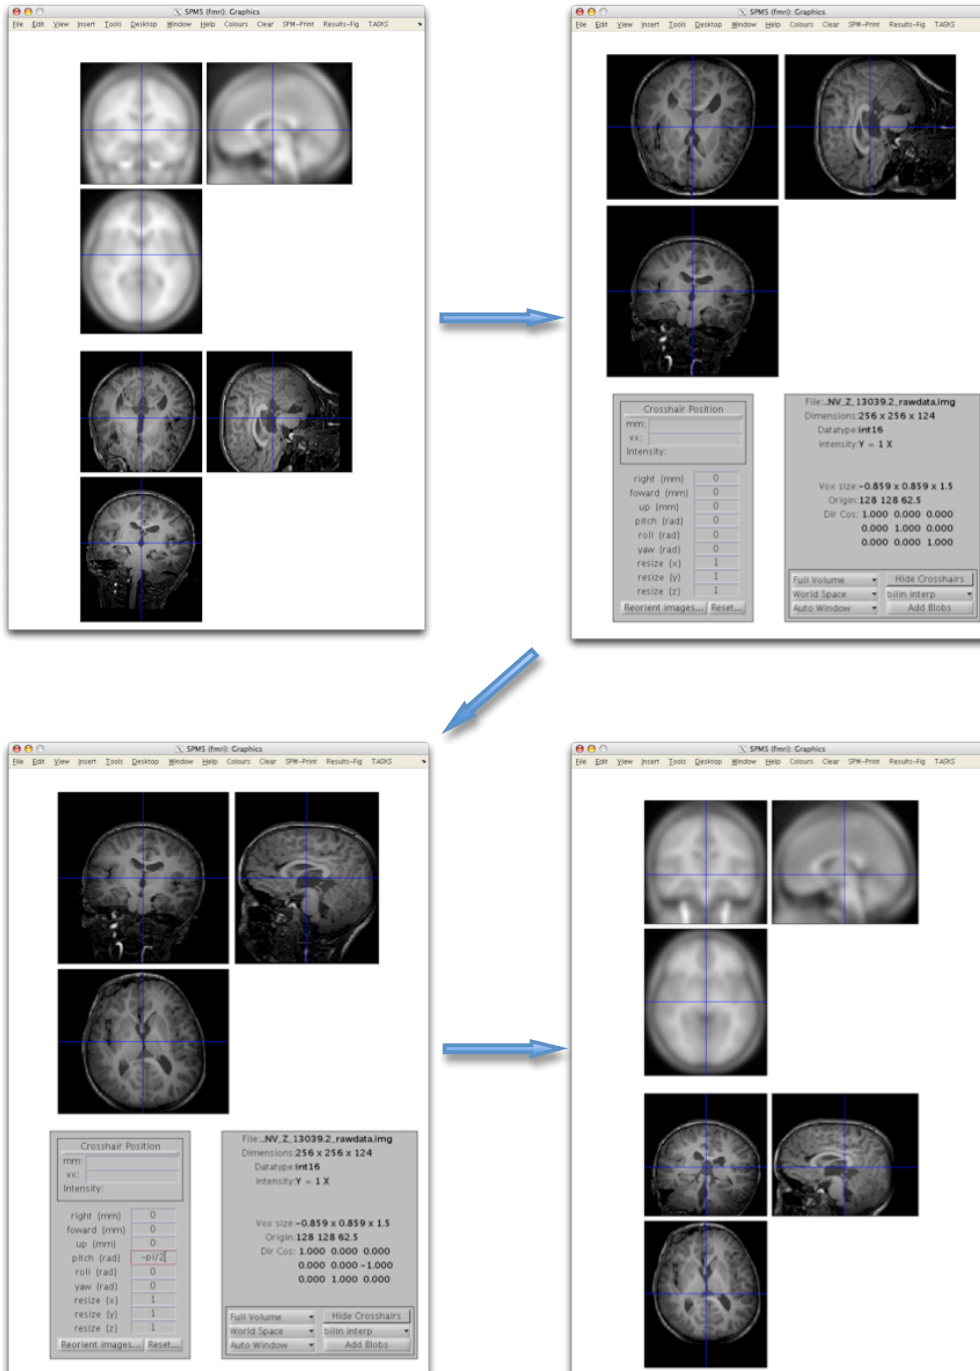 SPM5 (fmri): Graphics
File Edit View Insert Tools Desktop Window Help Colours Clear SPM-Print Results-Fig TASKS
SPM5 (fmri): Graphics
File Edit View Insert Tools Desktop Window Help Colours Clear SPM-Print Results-Fig TASKS
Crosshair Position
mm:
vx:
Intensity:
right {mm} 0
foward {mm} 0
up {mm} 0
pitch {rad} 0
roll {rad} 0
yaw {rad} 0
resize {x} 1
resize {y} 1
resize {z} 1
Reorient images... Reset...
File:..NV_Z_13039.2_rawdata.img
Dimensions:256 x 256 x 124
Datatype:int16
Intensity:Y = 1 X
Vox size:-0.859 x 0.859 x 1.5
Origin:128 128 62.5
Dir Cos: 1.000 0.000 0.000
0.000 1.000 0.000
0.000 0.000 1.000
Full Volume Hide Crosshairs
World Space bilin interp
Auto Window Add Blobs
SPM5 (fmri): Graphics
File Edit View Insert Tools Desktop Window Help Colours Clear SPM-Print Results-Fig TASKS
Crosshair Position
mm:
vx:
Intensity:
right {mm} 0
foward {mm} 0
up {mm} 0
pitch {rad} -pi/2
roll {rad} 0
yaw {rad} 0
resize {x} 1
resize {y} 1
resize {z} 1
Reorient images... Reset...
File:..NV_Z_13039.2_rawdata.img
Dimensions:256 x 256 x 124
Datatype:int16
Intensity:Y = 1 X
Vox size:-0.859 x 0.859 x 1.5
Origin:128 128 62.5
Dir Cos: 1.000 0.000 0.000
0.000 0.000 -1.000
0.000 1.000 0.000
Full Volume Hide Crosshairs
World Space bilin interp
Auto Window Add Blobs
SPM5 (fmri): Graphics
File Edit View Insert Tools Desktop Window Help Colours Clear SPM-Print Results-Fig TASKS